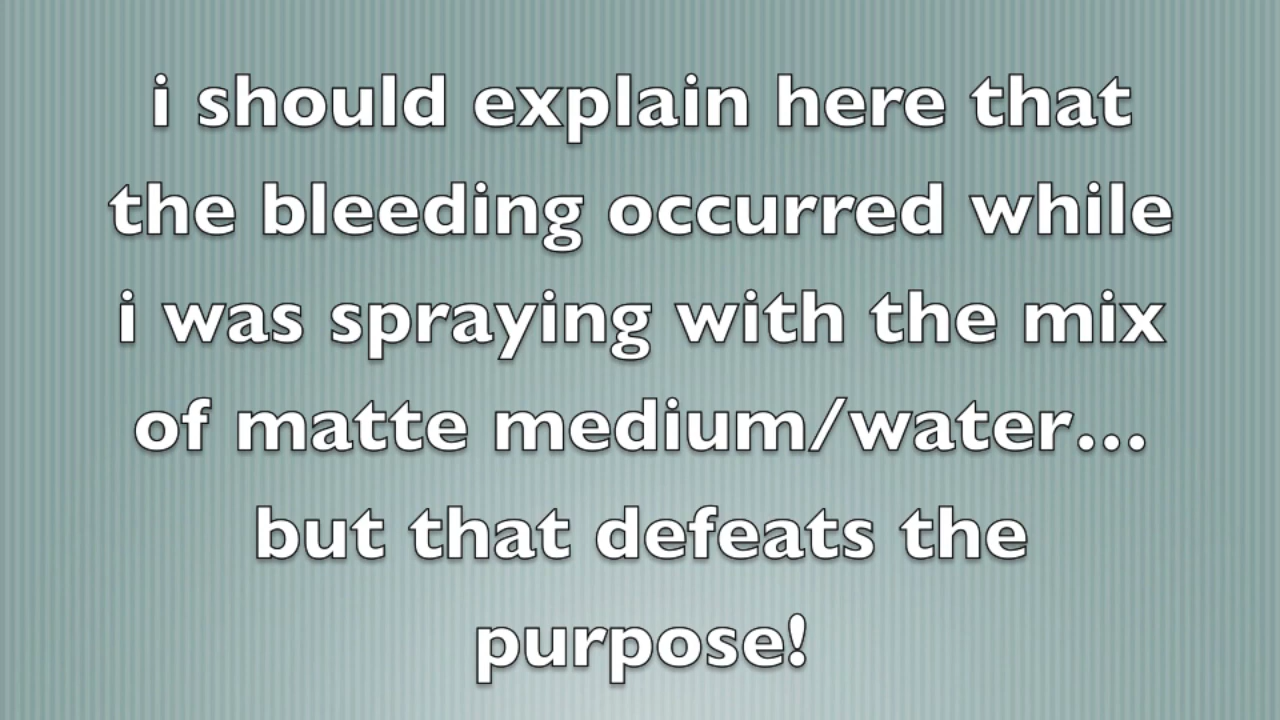 i should explain here that
the bleeding occurred while
i was spraying with the mix
of matte medium/water...
but that defeats the
purpose!